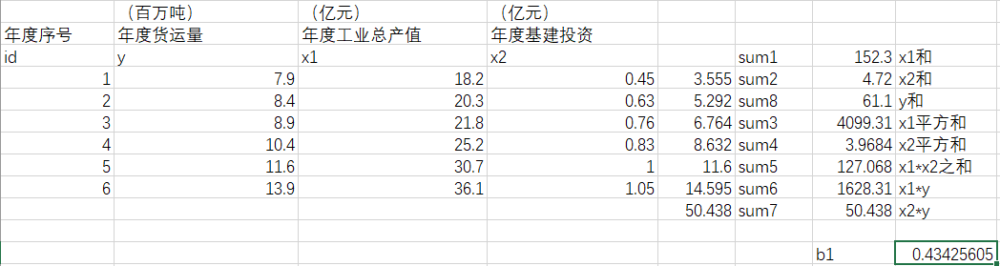 （百万吨） （亿元） （亿元）
年度序号 年度货运量 年度工业总产值 年度基建投资
id y x1 x2 sum1 152.3 x1和
1 7.9 18.2 0.45 3.555 sum2 4.72 x2和
2 8.4 20.3 0.63 5.292 sum8 61.1 y和
3 8.9 21.8 0.76 6.764 sum3 4099.31 x1平方和
4 10.4 25.2 0.83 8.632 sum4 3.9684 x2平方和
5 11.6 30.7 1 11.6 sum5 127.068 x1*x2之和
6 13.9 36.1 1.05 14.595 sum6 1628.31 x1*y
50.438 sum7 50.438 x2*y
b1 0.43425605